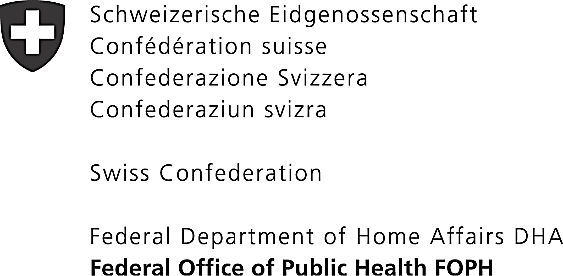 Schweizerische Eidgenossenschaft
Confédération suisse
Confederazione Svizzera
Confederaziun svizra
Swiss Confederation
Federal Department of Home Affairs DHA
Federal Office of Public Health FOPH